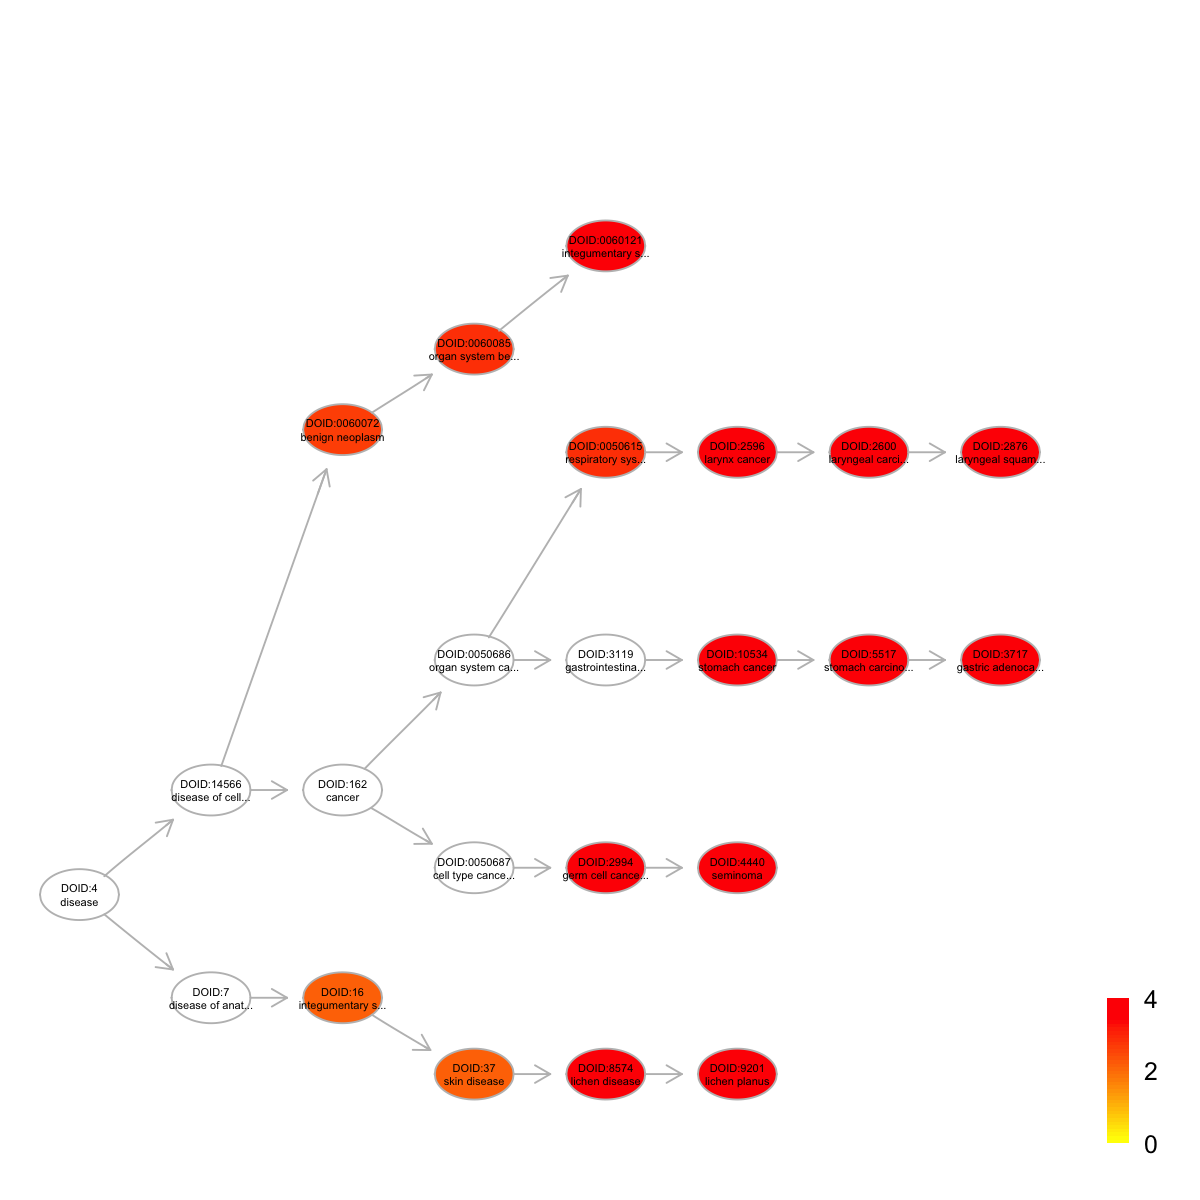 DOID:0060121
integumentary s...
DOID:0060085
organ system be...
DOID:0060072
benign neoplasm
DOID:0050615
respiratory sys...
DOID:2596
larynx cancer
DOID:2600
laryngeal carci...
DOID:2876
laryngeal squam...
DOID:0050686
organ system ca...
DOID:3119
gastrointestina...
DOID:10534
stomach cancer
DOID:5517
stomach carcino...
DOID:3717
gastric adenoca...
DOID:14566
disease of cell...
DOID:162
cancer
DOID:0050687
cell type cance...
DOID:2994
germ cell cance...
DOID:4440
seminoma
DOID:4
disease
DOID:7
disease of anat...
DOID:16
integumentary s...
DOID:37
skin disease
DOID:8574
lichen disease
DOID:9201
lichen planus
4
2
0